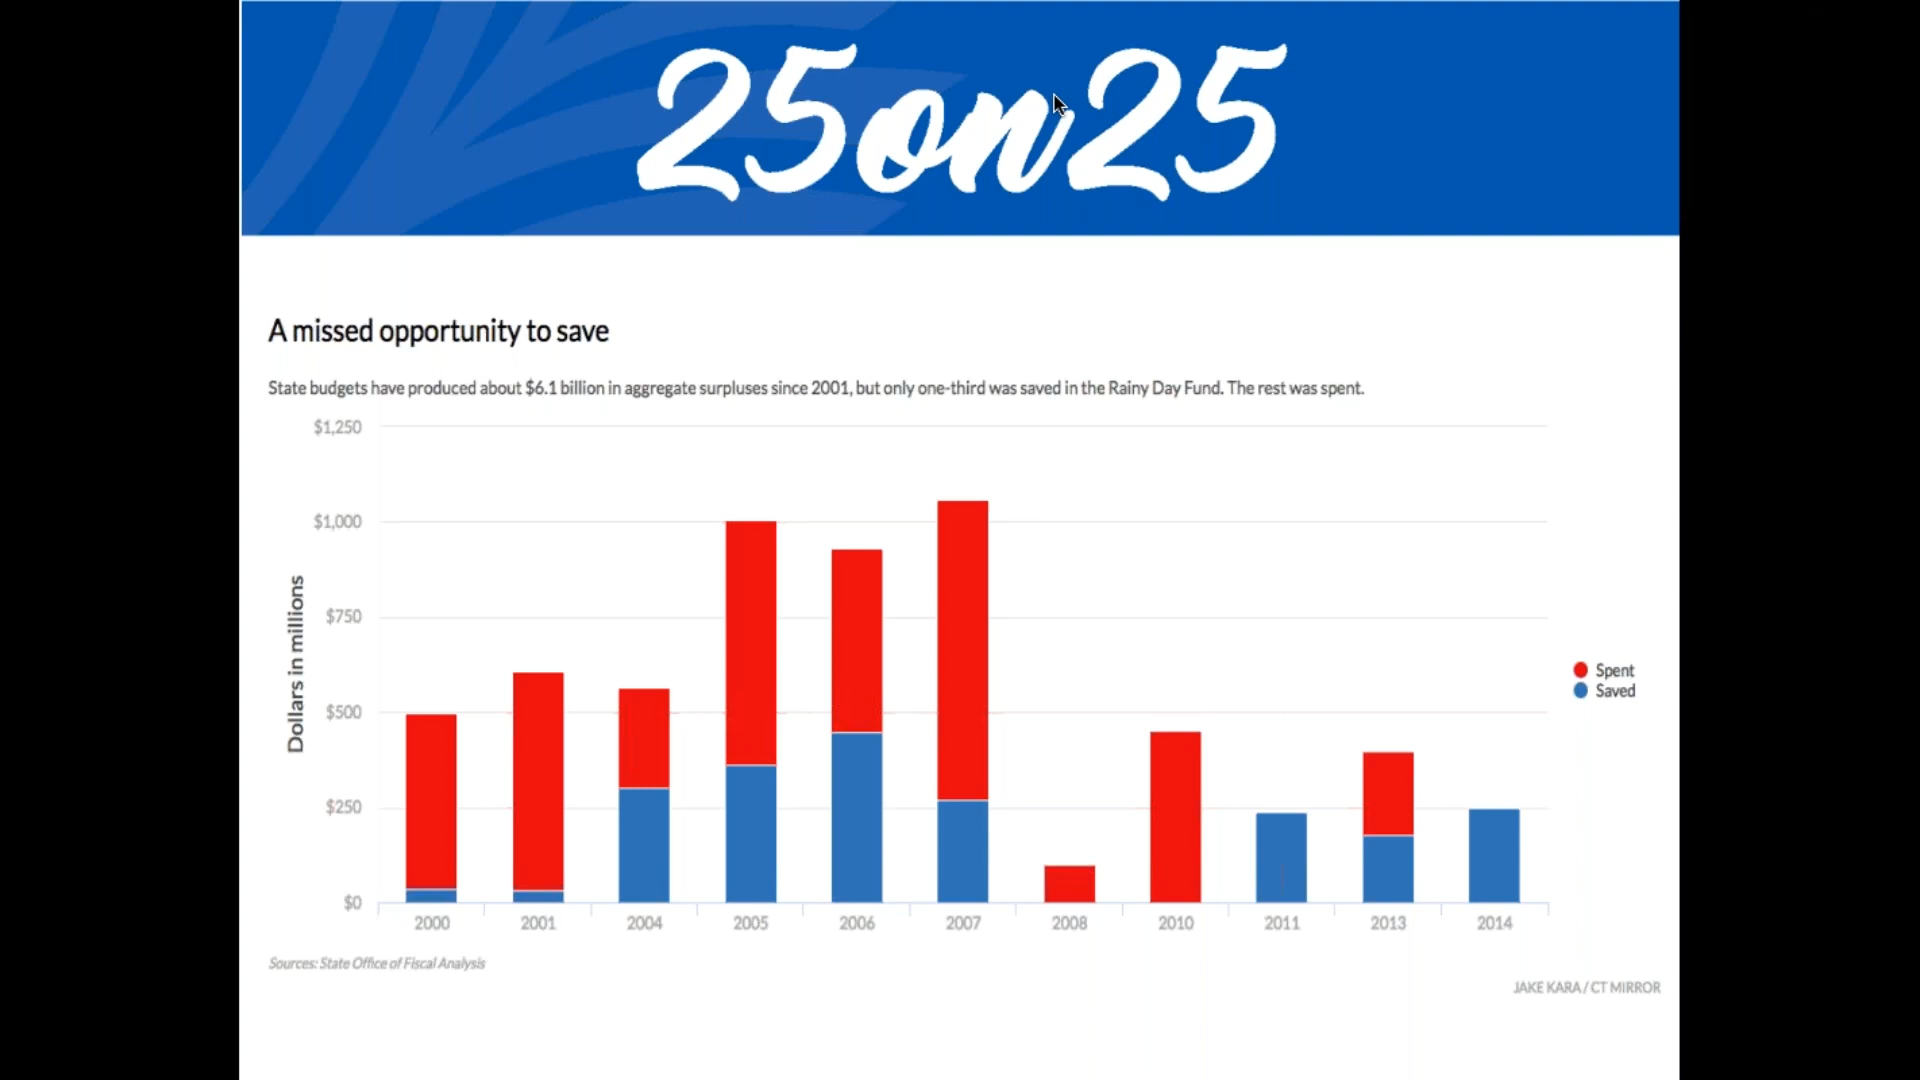 25on25
A missed opportunity to save
State budgets have produced about $6.1 billion in aggregate surpluses since 2001, but only one-third was saved in the Rainy Day Fund. The rest was spent.
$1,250
$1,000
$750
$500
$250
$0
Dollars in millions
Spent
Saved
2000 2001 2004 2005 2006 2007 2008 2010 2011 2013 2014
Sources: State Office of Fiscal Analysis
JAKE KARA / CT MIRROR